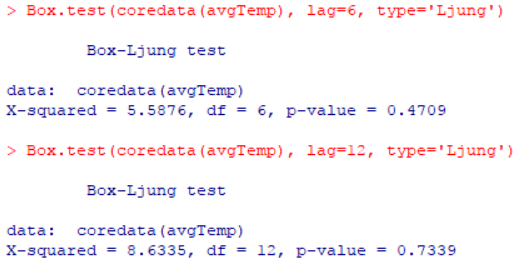 > Box.test(coredata(avgTemp), lag=6, type='Ljung')
Box-Ljung test
data: coredata(avgTemp)
X-squared = 5.5876, df = 6, p-value = 0.4709
> Box.test(coredata(avgTemp), lag=12, type='Ljung')
Box-Ljung test
data: coredata(avgTemp)
X-squared = 8.6335, df = 12, p-value = 0.7339